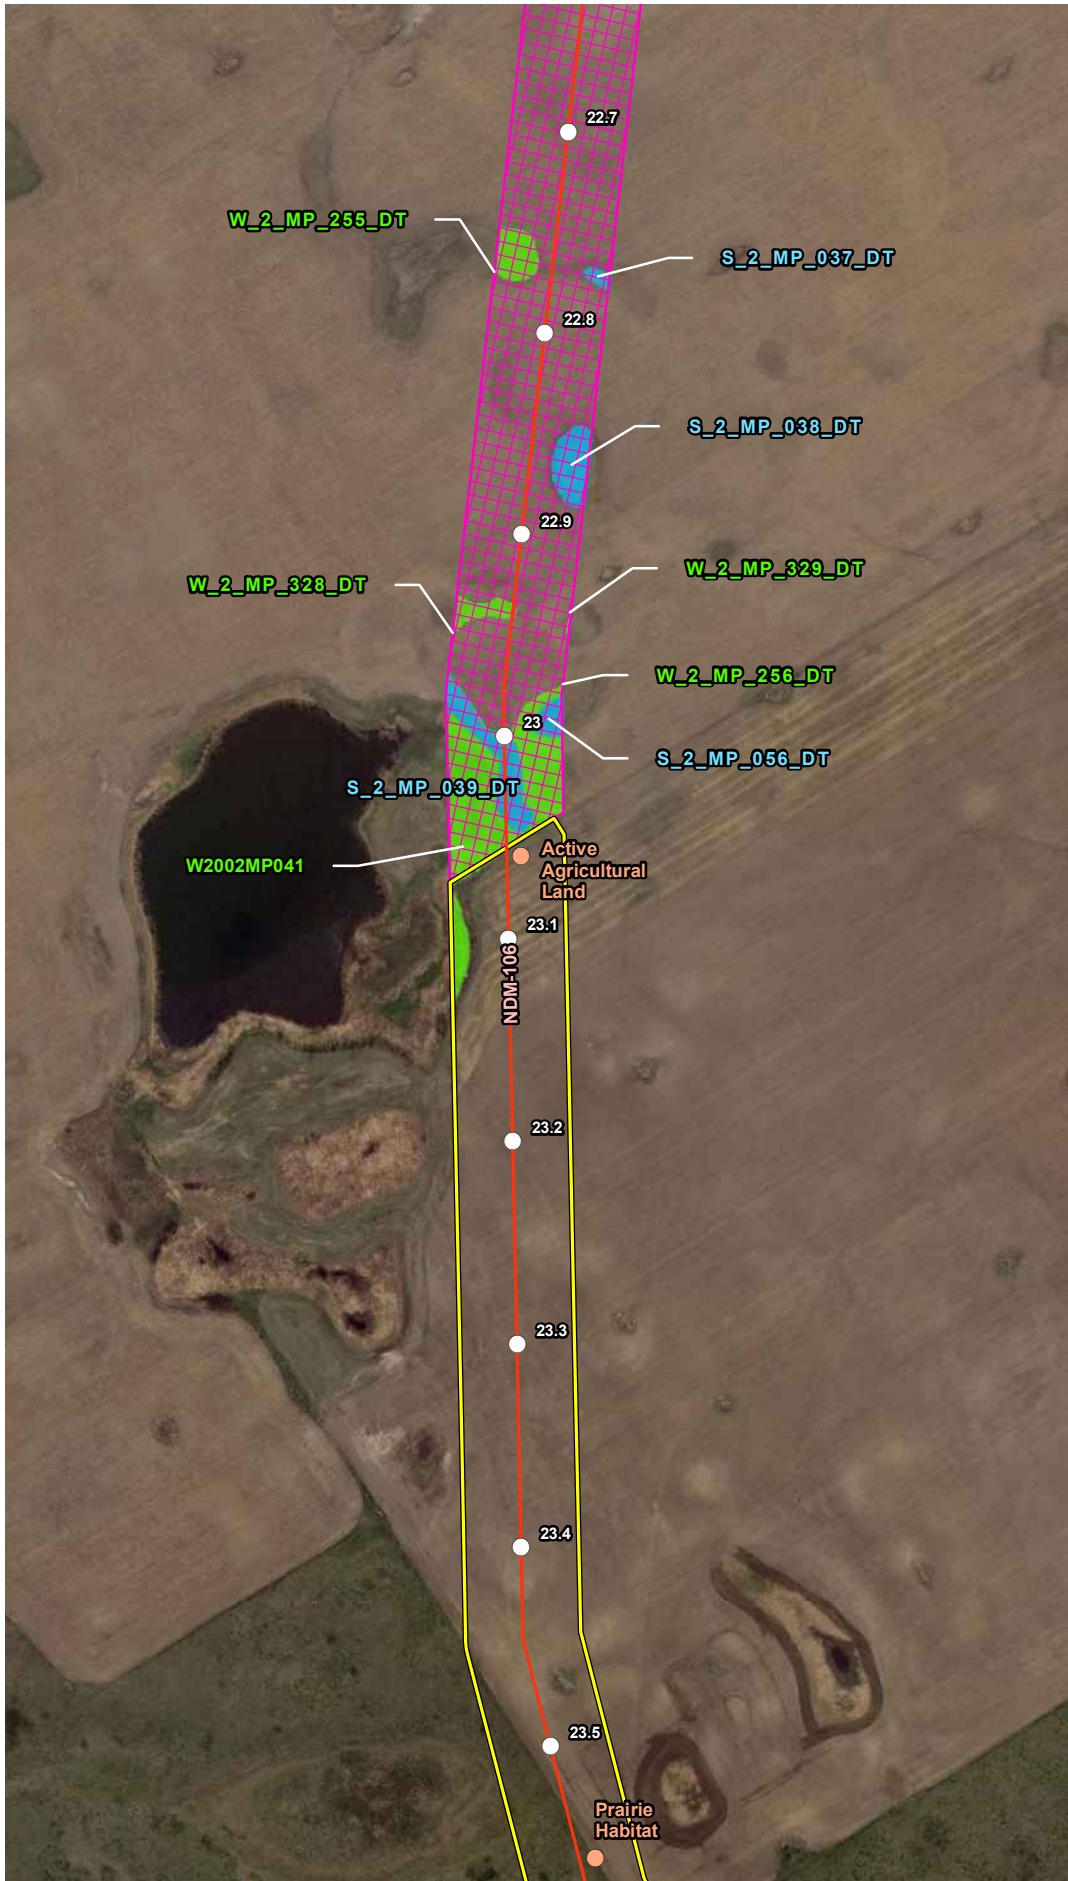 22.7
W_2_MP_255_DT
S_2_MP_037_DT
22.8
S_2_MP_038_DT
22.9
W_2_MP_329_DT
W_2_MP_328_DT
W_2_MP_256_DT
23
S_2_MP_056_DT
S_2_MP_039_DT
W2002MP041
Active
Agricultural
Land
23.1
NDM-106
23.2
23.3
23.4
23.5
Prairie
Habitat